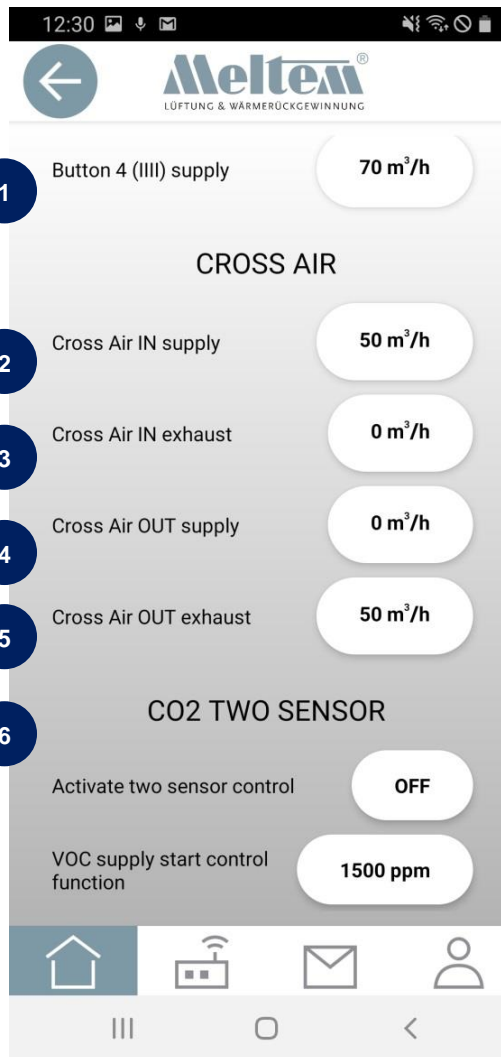 12:30
Meltem®
LÜFTUNG & WÄRMERÜCKGEWINNUNG
1
Button 4 (IIII) supply
70 m³/h
CROSS AIR
2
Cross Air IN supply
50 m³/h
3
Cross Air IN exhaust
0 m³/h
4
Cross Air OUT supply
0 m³/h
5
Cross Air OUT exhaust
50 m³/h
6
CO2 TWO SENSOR
Activate two sensor control
OFF
VOC supply start control
function
1500 ppm